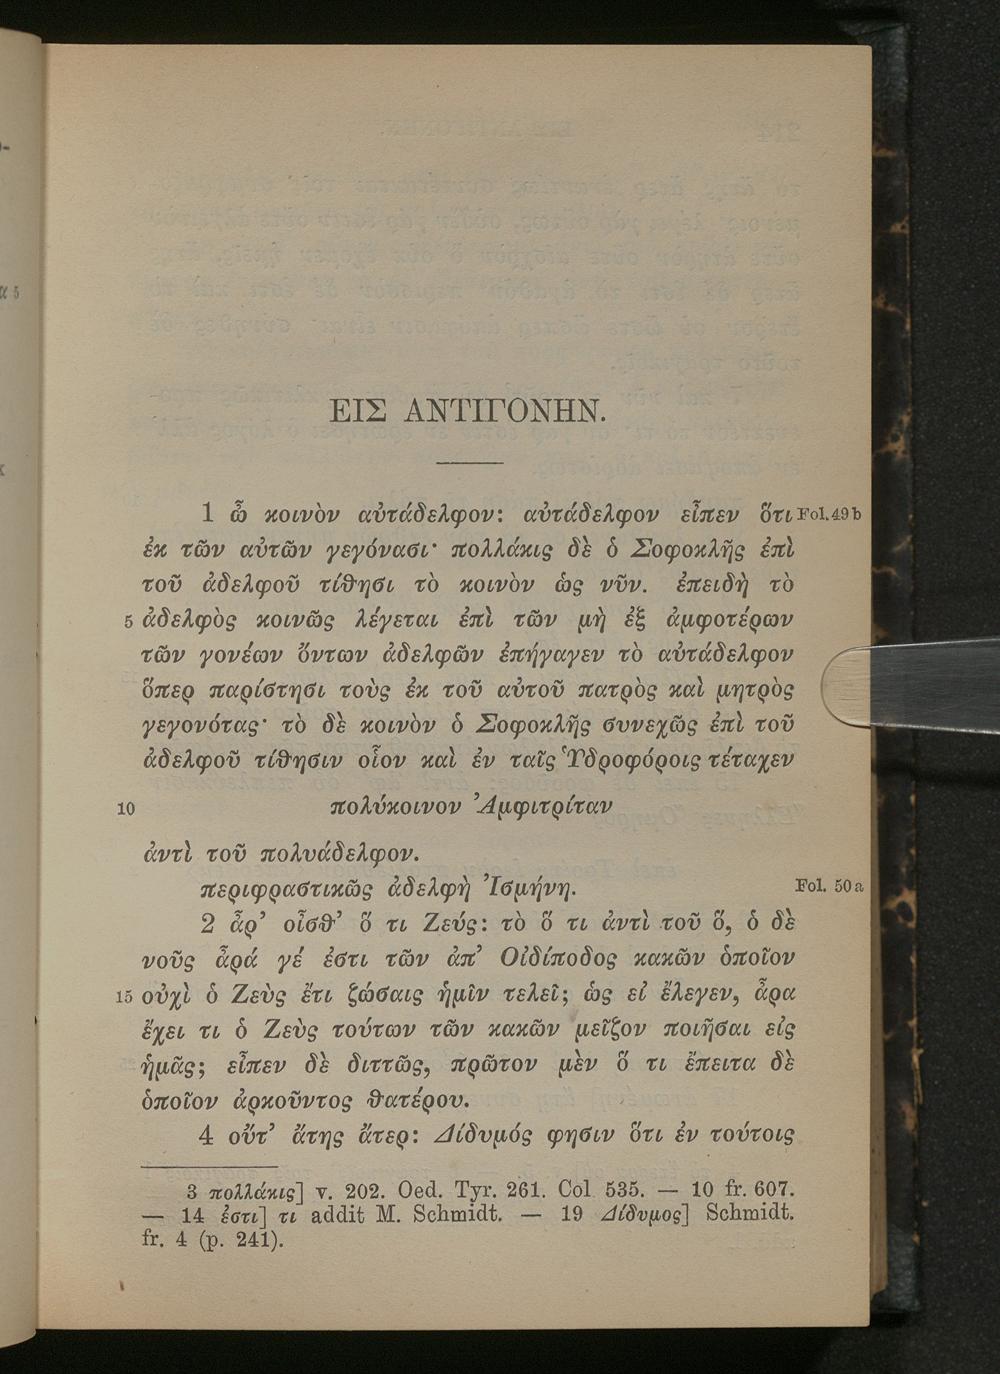 ΕΙΣ ΑΝΤΙΓΟΝΗΝ.
1 ὦ κοινὸν αὐτάδελφον: αὐτάδελφον εἶπεν ὅτι Fol. 49 b
ἐκ τῶν αὐτῶν γεγόνασι· πολλάκις δὲ ὁ Σοφοκλῆς ἐπὶ
τοῦ ἀδελφοῦ τίθησι τὸ κοινὸν ὡς νῦν. ἐπειδὴ τὸ
5 ἀδελφὸς κοινῶς λέγεται ἐπὶ τῶν μὴ ἐξ ἀμφοτέρων
τῶν γονέων ὄντων ἀδελφῶν ἐπήγαγεν τὸ αὐτάδελφον
ὅπερ παρίστησι τοὺς ἐκ τοῦ αὐτοῦ πατρὸς καὶ μητρὸς
γεγονότας· τὸ δὲ κοινὸν ὁ Σοφοκλῆς συνεχῶς ἐπὶ τοῦ
ἀδελφοῦ τίθησιν οἷον καὶ ἐν ταῖς Ὑδροφόροις τέταχεν
10 πολύκοινον Ἀμφιτρίταν
ἀντὶ τοῦ πολυάδελφον.
περιφραστικῶς ἀδελφὴ Ἰσμήνη. Fol. 50 a
2 ἆρ' οἶσθ' ὅ τι Ζεύς: τὸ ὅ τι ἀντὶ τοῦ ὅ, ὁ δὲ
νοῦς ἆρά γέ ἐστι τῶν ἀπ' Οἰδίποδος κακῶν ὁποῖον
15 οὐχὶ ὁ Ζεὺς ἔτι ζώσαις ἡμῖν τελεῖ; ὡς εἰ ἔλεγεν, ἆρα
ἔχει τι ὁ Ζεὺς τούτων τῶν κακῶν μεῖζον ποιῆσαι εἰς
ἡμᾶς; εἶπεν δὲ διττῶς, πρῶτον μὲν ὅ τι ἔπειτα δὲ
ὁποῖον ἀρκοῦντος θατέρου.
4 οὔτ' ἄτης ἄτερ: Δίδυμός φησιν ὅτι ἐν τούτοις
3 πολλάκις] v. 202. Oed. Tyr. 261. Col 535. — 10 fr. 607.
— 14 ἐστι] τι addit M. Schmidt. — 19 Δίδυμος] Schmidt.
fr. 4 (p. 241).